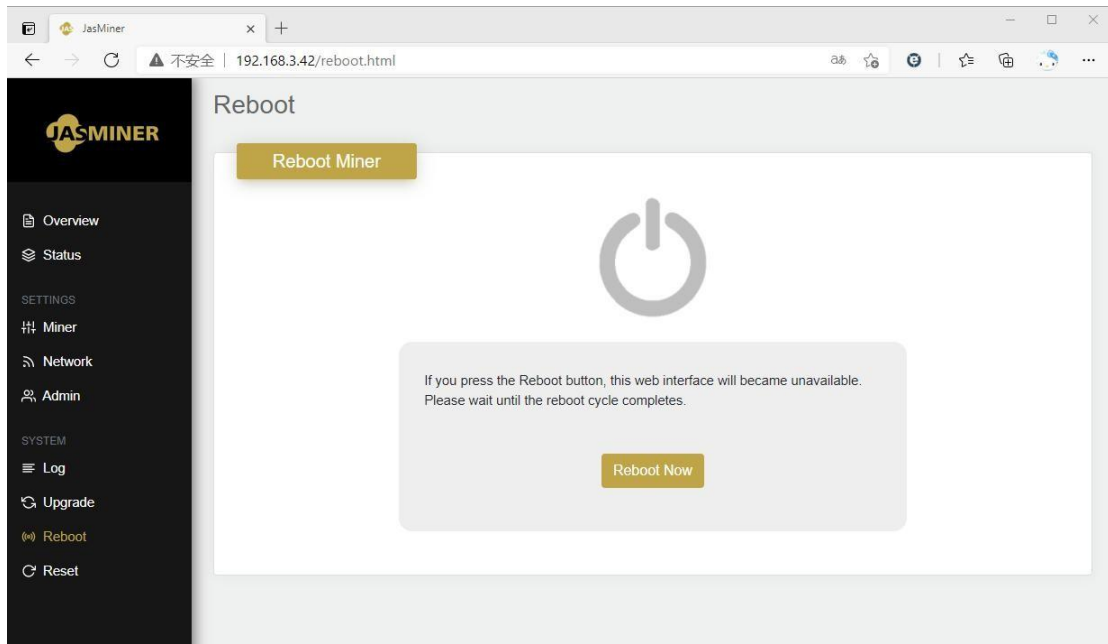 JasMiner
不安全 | 192.168.3.42/reboot.html
aあ
JASMINER
Overview
Status
SETTINGS
Miner
Network
Admin
SYSTEM
Log
Upgrade
Reboot
Reset
Reboot
Reboot Miner
If you press the Reboot button, this web interface will became unavailable.
Please wait until the reboot cycle completes.
Reboot Now